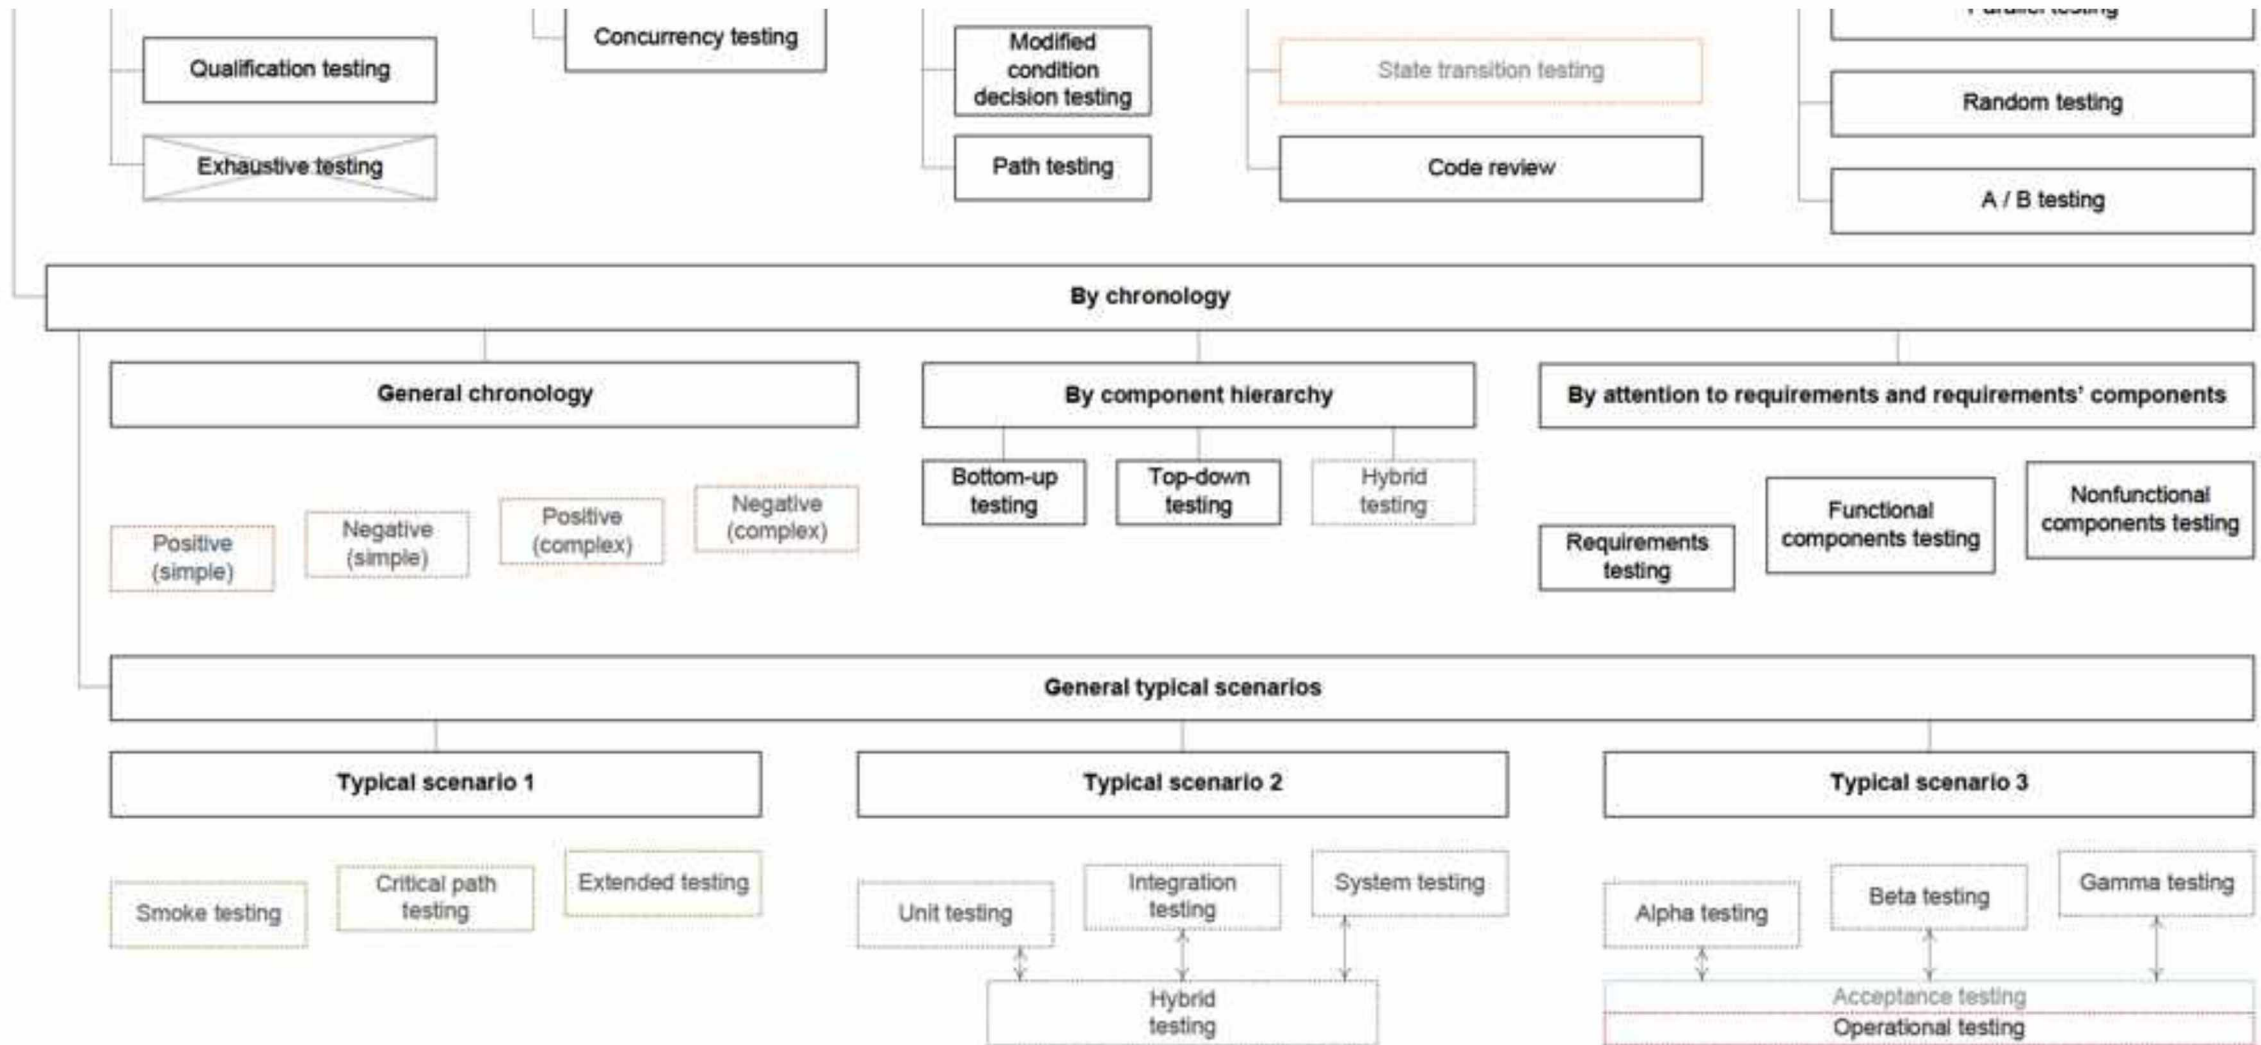 Parallel testing
Concurrency testing
Modified
condition
decision testing
Qualification testing
State transition testing
Random testing
Exhaustive testing
Path testing
Code review
A / B testing
By chronology
General chronology
By component hierarchy
By attention to requirements and requirements' components
Positive
(simple)
Negative
(simple)
Positive
(complex)
Negative
(complex)
Bottom-up
testing
Top-down
testing
Hybrid
testing
Requirements
testing
Functional
components testing
Nonfunctional
components testing
General typical scenarios
Typical scenario 1
Typical scenario 2
Typical scenario 3
Smoke testing
Critical path
testing
Extended testing
Unit testing
Integration
testing
System testing
Alpha testing
Beta testing
Gamma testing
Hybrid
testing
Acceptance testing
Operational testing